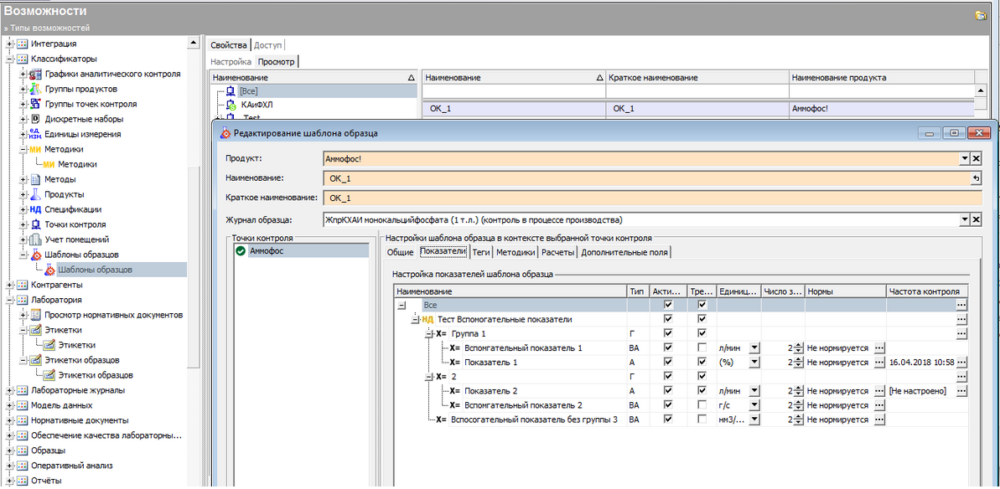 Возможности
» Типы возможностей
Интеграция
Классификаторы
Графики аналитического контроля
Группы продуктов
Группы точек контроля
Дискретные наборы
ед. изм. Единицы измерения
МИ Методики
МИ Методики
Методы
Продукты
НД Спецификации
Точки контроля
Учет помещений
Шаблоны образцов
Шаблоны образцов
Контрагенты
Лаборатория
Просмотр нормативных документов
Этикетки
Этикетки
Этикетки образцов
Этикетки образцов
Лабораторные журналы
Модель данных
Нормативные документы
Обеспечение качества лабораторны...
Образцы
Оперативный анализ
Отчёты
Свойства Доступ
Настройка Просмотр
Наименование
[Все]
КАиФХЛ
Test
Наименование Краткое наименование Наименование продукта
OK_1 OK_1 Аммофос!
Редактирование шаблона образца
Продукт: Аммофос!
Наименование: OK_1
Краткое наименование: OK_1
Журнал образца: ЖпрКХАИ монокальцийфосфата (1 т.л.) (контроль в процессе производства)
Точки контроля
Аммофос
Настройки шаблона образца в контексте выбранной точки контроля
Общие Показатели Теги Методики Расчеты Дополнительные поля
Настройка показателей шаблона образца
Наименование Тип Акти... Тре... Единиц... Число з... Нормы Частота контроля
Все ...
НД Тест Вспомогательные показатели ...
X= Группа 1 Г ...
X= Вспомгательный показатель 1 ВА л/мин 2 Не нормируется ...
X= Показатель 1 А (%) 2 Не нормируется ... 16.04.2018 10:58 ...
X= 2 Г ...
X= Показатель 2 А л/мин 2 Не нормируется ... [Не настроено] ...
X= Вспомгательный показатель 2 ВА г/с 2 Не нормируется ...
X= Вспосогательный показатель без группы 3 ВА нм3/... 2 Не нормируется ...